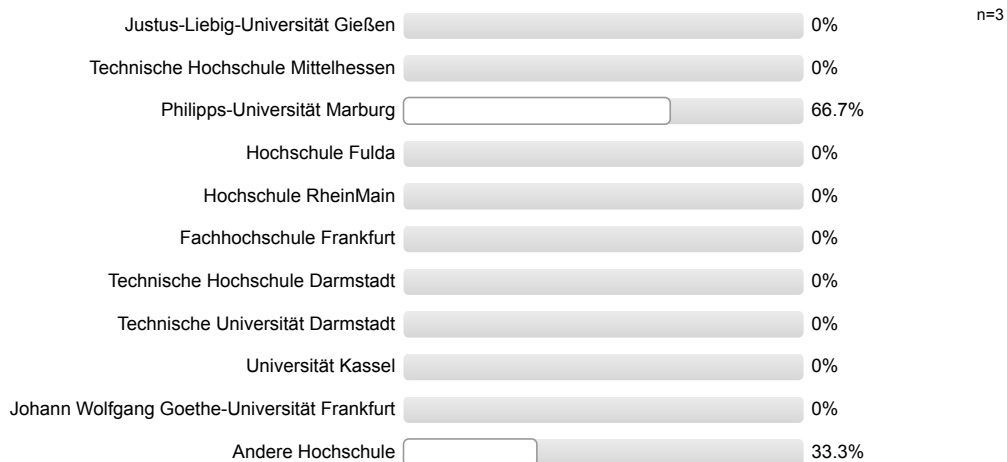 Justus-Liebig-Universität Gießen 0% n=3
Technische Hochschule Mittelhessen 0%
Philipps-Universität Marburg 66.7%
Hochschule Fulda 0%
Hochschule RheinMain 0%
Fachhochschule Frankfurt 0%
Technische Hochschule Darmstadt 0%
Technische Universität Darmstadt 0%
Universität Kassel 0%
Johann Wolfgang Goethe-Universität Frankfurt 0%
Andere Hochschule 33.3%